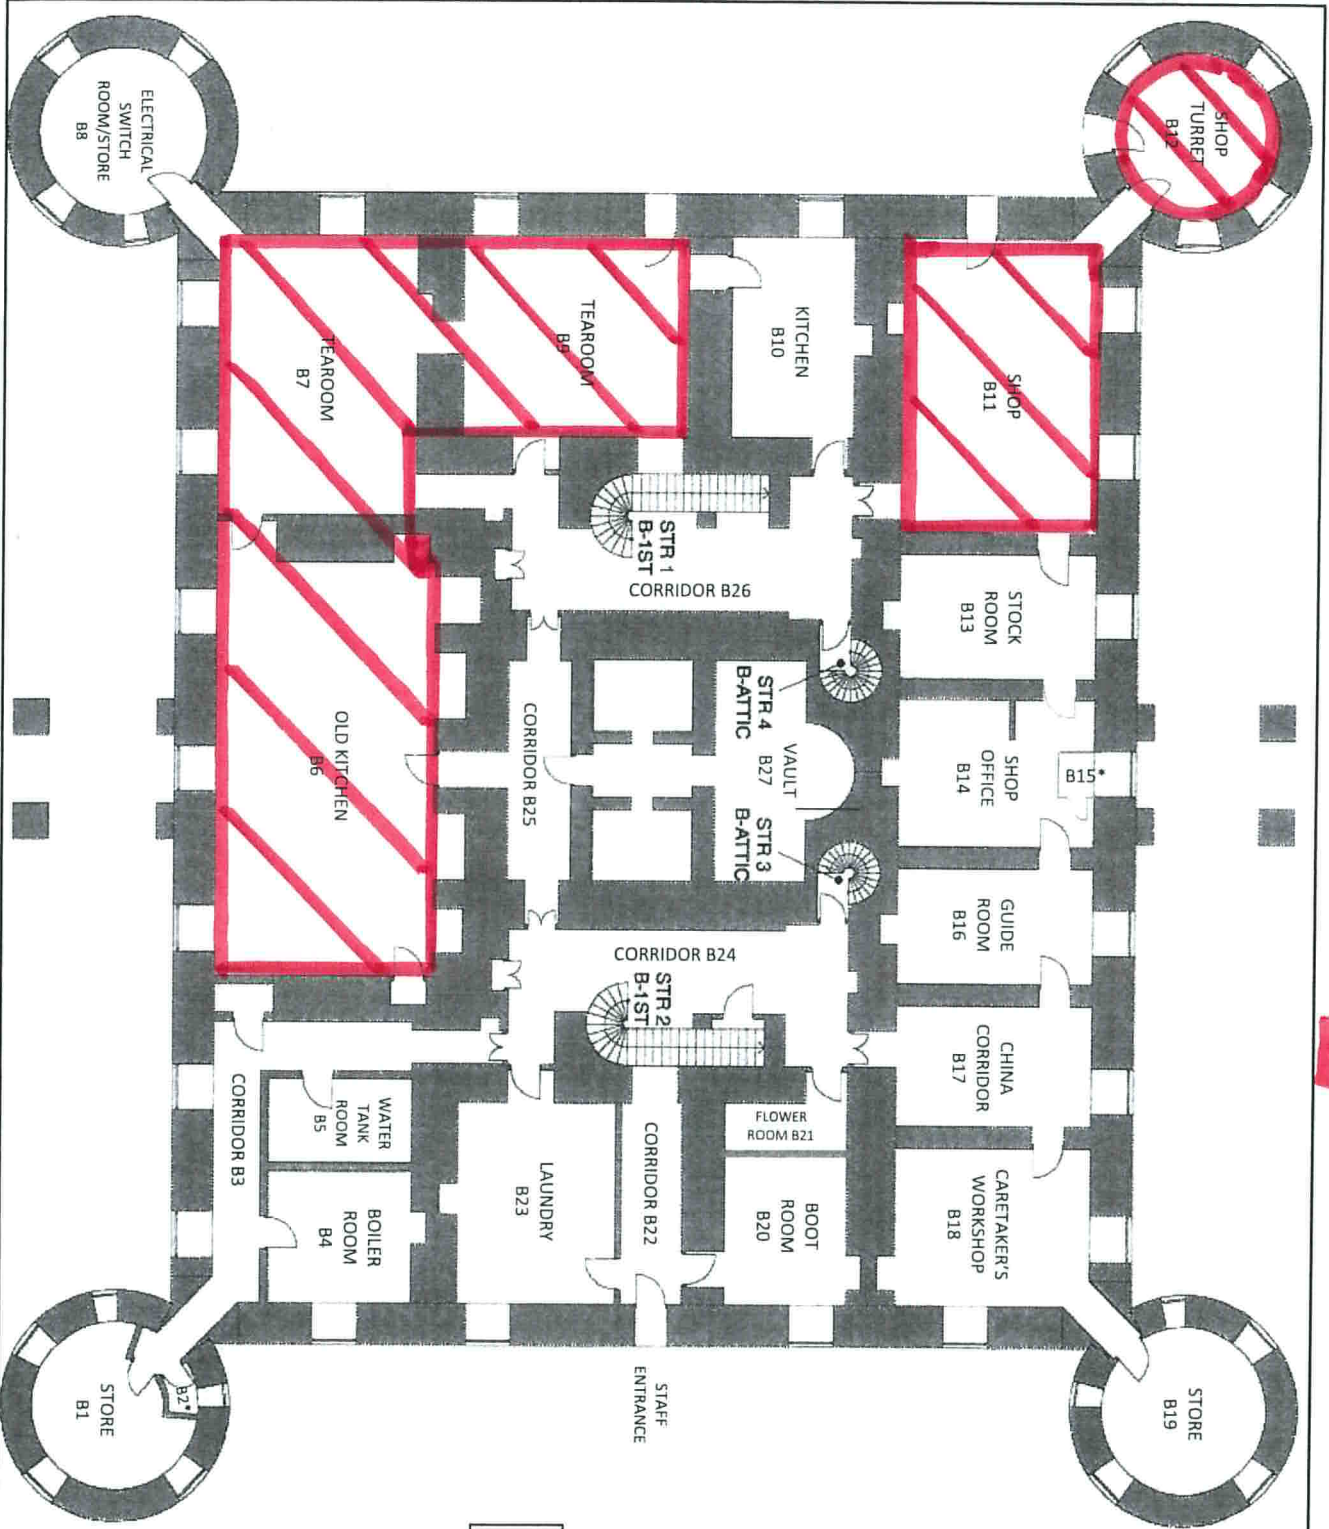 ELECTRICAL
SWITCH
ROOM/STORE
B8
SHOP
TURRET
B12
TEAROOM
B7
TEAROOM
B9
KITCHEN
B10
SHOP
B11
STR 1
B-1ST
CORRIDOR B26
STOCK
ROOM
B13
OLD KITCHEN
B6
CORRIDOR B25
STR 4
B-ATTIC
VAULT
B27
STR 3
B-ATTIC
SHOP
OFFICE
B14
B15*
GUIDE
ROOM
B16
CORRIDOR B24
STR 2
B-1ST
CHINA
CORRIDOR
B17
CORRIDOR B3
WATER
TANK
ROOM
B5
BOILER
ROOM
B4
LAUNDRY
B23
CORRIDOR B22
FLOWER
ROOM B21
BOOT
ROOM
B20
CARETAKER'S
WORKSHOP
B18
STORE
B1
B2*
STAFF
ENTRANCE
STORE
B19